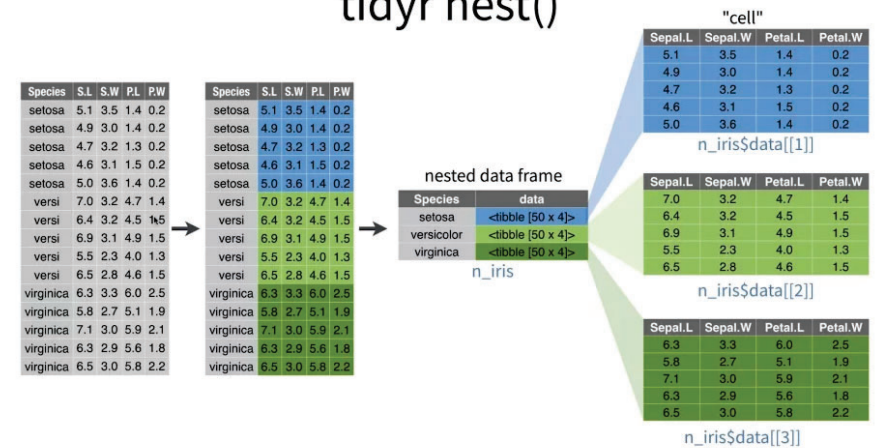 tidyr nest()
Species S.L S.W P.L P.W
setosa 5.1 3.5 1.4 0.2
setosa 4.9 3.0 1.4 0.2
setosa 4.7 3.2 1.3 0.2
setosa 4.6 3.1 1.5 0.2
setosa 5.0 3.6 1.4 0.2
versi 7.0 3.2 4.7 1.4
versi 6.4 3.2 4.5 1.5
versi 6.9 3.1 4.9 1.5
versi 5.5 2.3 4.0 1.3
versi 6.5 2.8 4.6 1.5
virginica 6.3 3.3 6.0 2.5
virginica 5.8 2.7 5.1 1.9
virginica 7.1 3.0 5.9 2.1
virginica 6.3 2.9 5.6 1.8
virginica 6.5 3.0 5.8 2.2
Species S.L S.W P.L P.W
setosa 5.1 3.5 1.4 0.2
setosa 4.9 3.0 1.4 0.2
setosa 4.7 3.2 1.3 0.2
setosa 4.6 3.1 1.5 0.2
setosa 5.0 3.6 1.4 0.2
versi 7.0 3.2 4.7 1.4
versi 6.4 3.2 4.5 1.5
versi 6.9 3.1 4.9 1.5
versi 5.5 2.3 4.0 1.3
versi 6.5 2.8 4.6 1.5
virginica 6.3 3.3 6.0 2.5
virginica 5.8 2.7 5.1 1.9
virginica 7.1 3.0 5.9 2.1
virginica 6.3 2.9 5.6 1.8
virginica 6.5 3.0 5.8 2.2
nested data frame
Species data
setosa <tibble [50 x 4]>
versicolor <tibble [50 x 4]>
virginica <tibble [50 x 4]>
n_iris
"cell"
Sepal.L Sepal.W Petal.L Petal.W
5.1 3.5 1.4 0.2
4.9 3.0 1.4 0.2
4.7 3.2 1.3 0.2
4.6 3.1 1.5 0.2
5.0 3.6 1.4 0.2
n_iris$data[[1]]
Sepal.L Sepal.W Petal.L Petal.W
7.0 3.2 4.7 1.4
6.4 3.2 4.5 1.5
6.9 3.1 4.9 1.5
5.5 2.3 4.0 1.3
6.5 2.8 4.6 1.5
n_iris$data[[2]]
Sepal.L Sepal.W Petal.L Petal.W
6.3 3.3 6.0 2.5
5.8 2.7 5.1 1.9
7.1 3.0 5.9 2.1
6.3 2.9 5.6 1.8
6.5 3.0 5.8 2.2
n_iris$data[[3]]